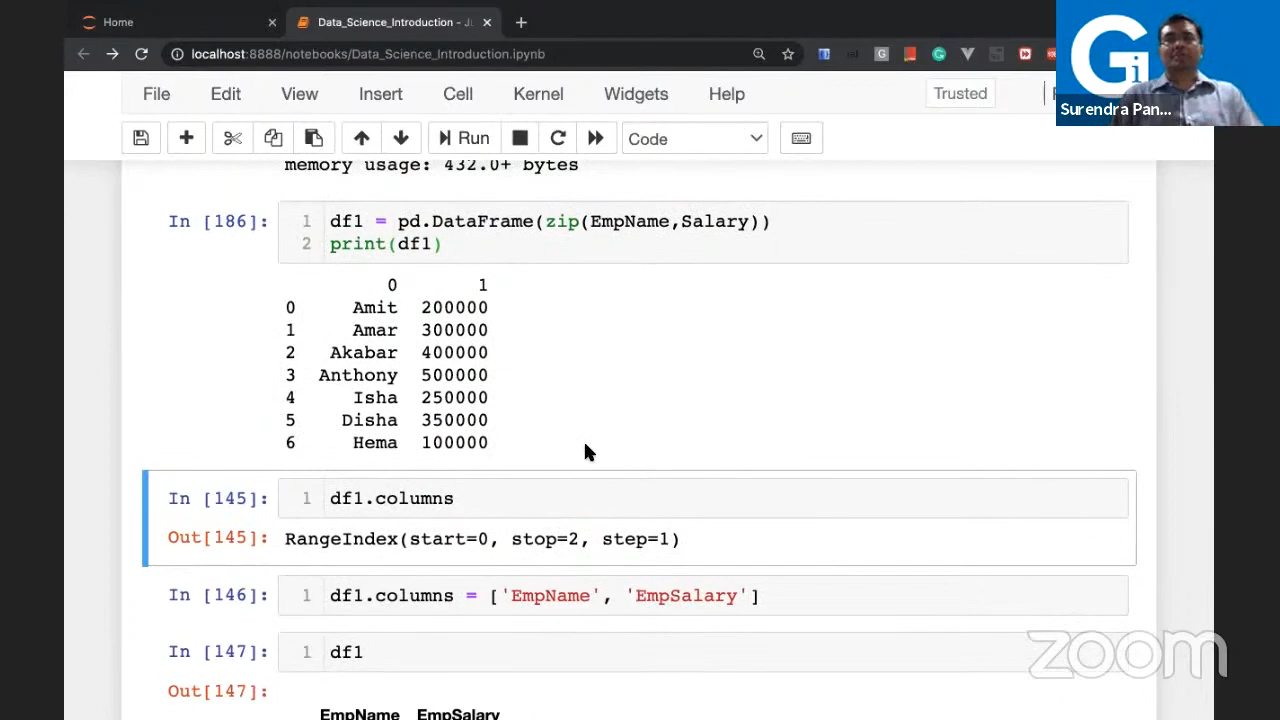 Home
Data_Science_Introduction - J
localhost:8888/notebooks/Data_Science_Introduction.ipynb
Gi
Surendra Pan...
File Edit View Insert Cell Kernel Widgets Help Trusted
Run Code
memory usage: 432.0+ bytes
In [186]: 1 df1 = pd.DataFrame(zip(EmpName,Salary))
2 print(df1)
0 1
0 Amit 200000
1 Amar 300000
2 Akabar 400000
3 Anthony 500000
4 Isha 250000
5 Disha 350000
6 Hema 100000
In [145]: 1 df1.columns
Out[145]: RangeIndex(start=0, stop=2, step=1)
In [146]: 1 df1.columns = ['EmpName', 'EmpSalary']
In [147]: 1 df1
Out[147]:
EmpName EmpSalary
zoom